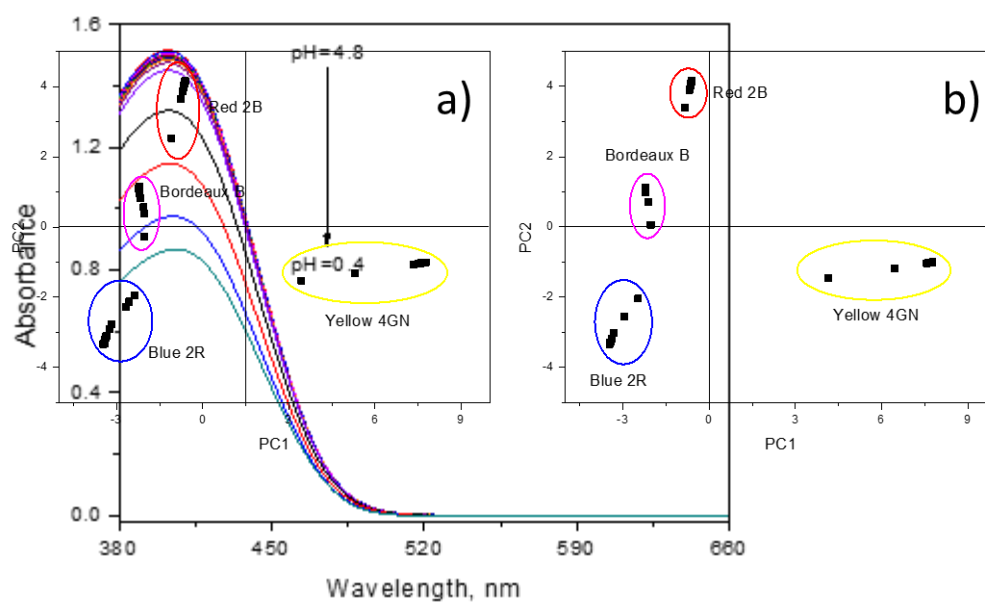 1.6
pH=4.8
4
a)
4
b)
Red 2B
Red 2B
1.2
2
2
Bordeaux B
Bordeaux B
Absorbance
PC2
0
PC2
0
0.8
pH=0.4
-2
-2
Yellow 4GN
Yellow 4GN
Blue 2R
Blue 2R
-4
-4
0.4
-3 0 3 6 9
-3 0 3 6 9
PC1
PC1
0.0
380 450 520 590 660
Wavelength, nm